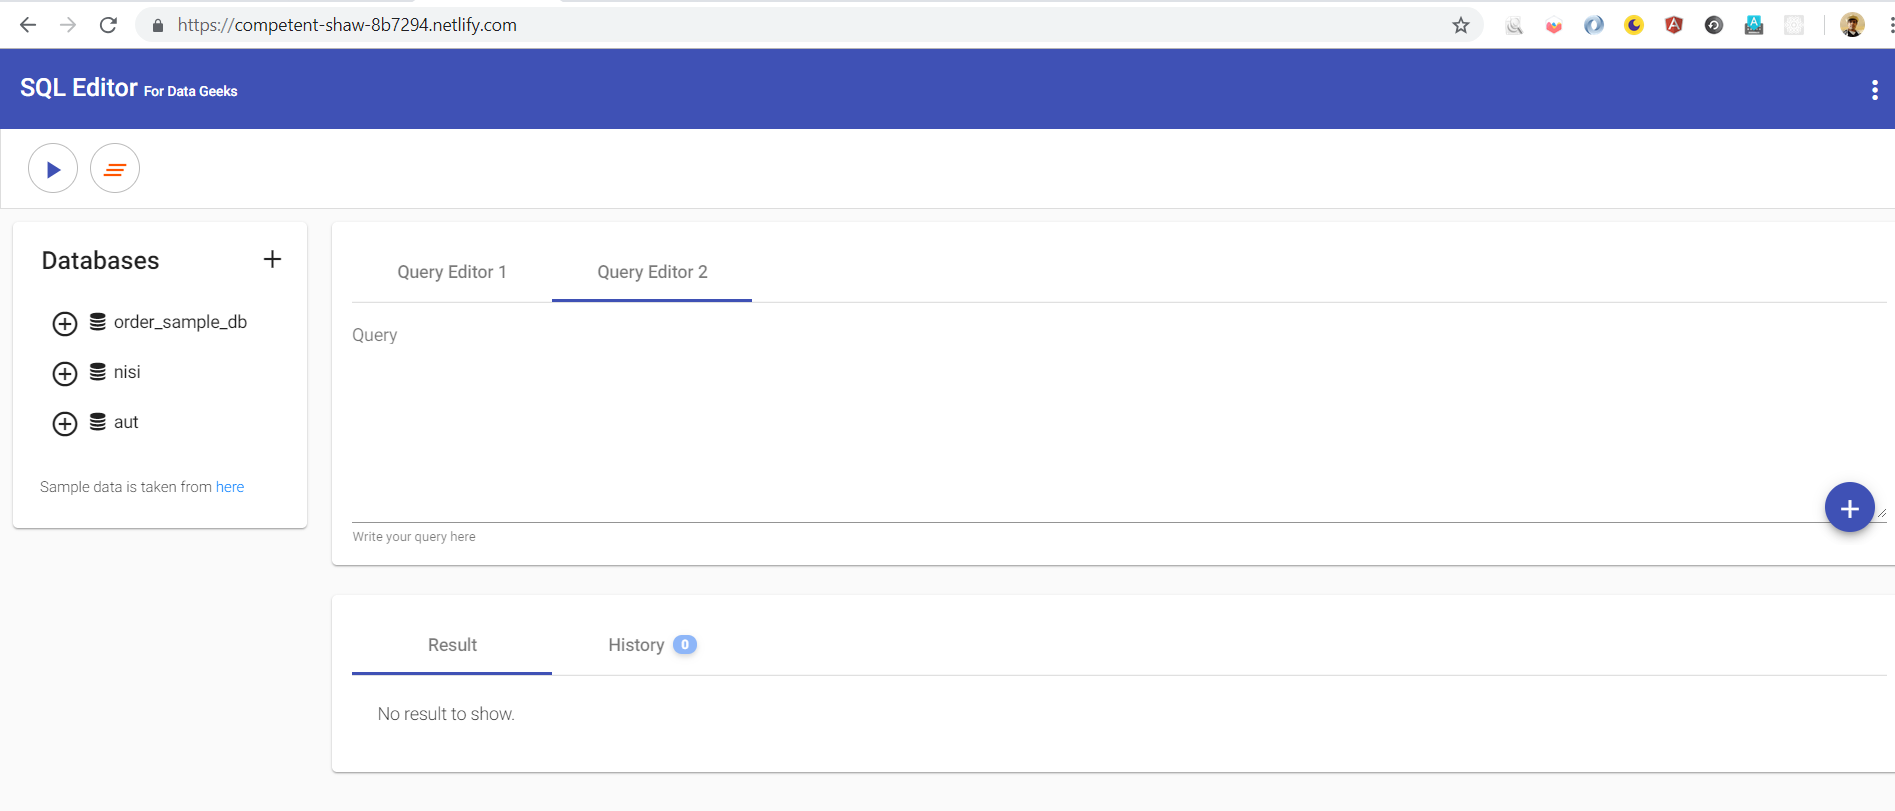 https://competent-shaw-8b7294.netlify.com
SQL Editor For Data Geeks
Databases
order_sample_db
nisi
aut
Sample data is taken from here
Query Editor 1 Query Editor 2
Query
Write your query here
Result History 0
No result to show.